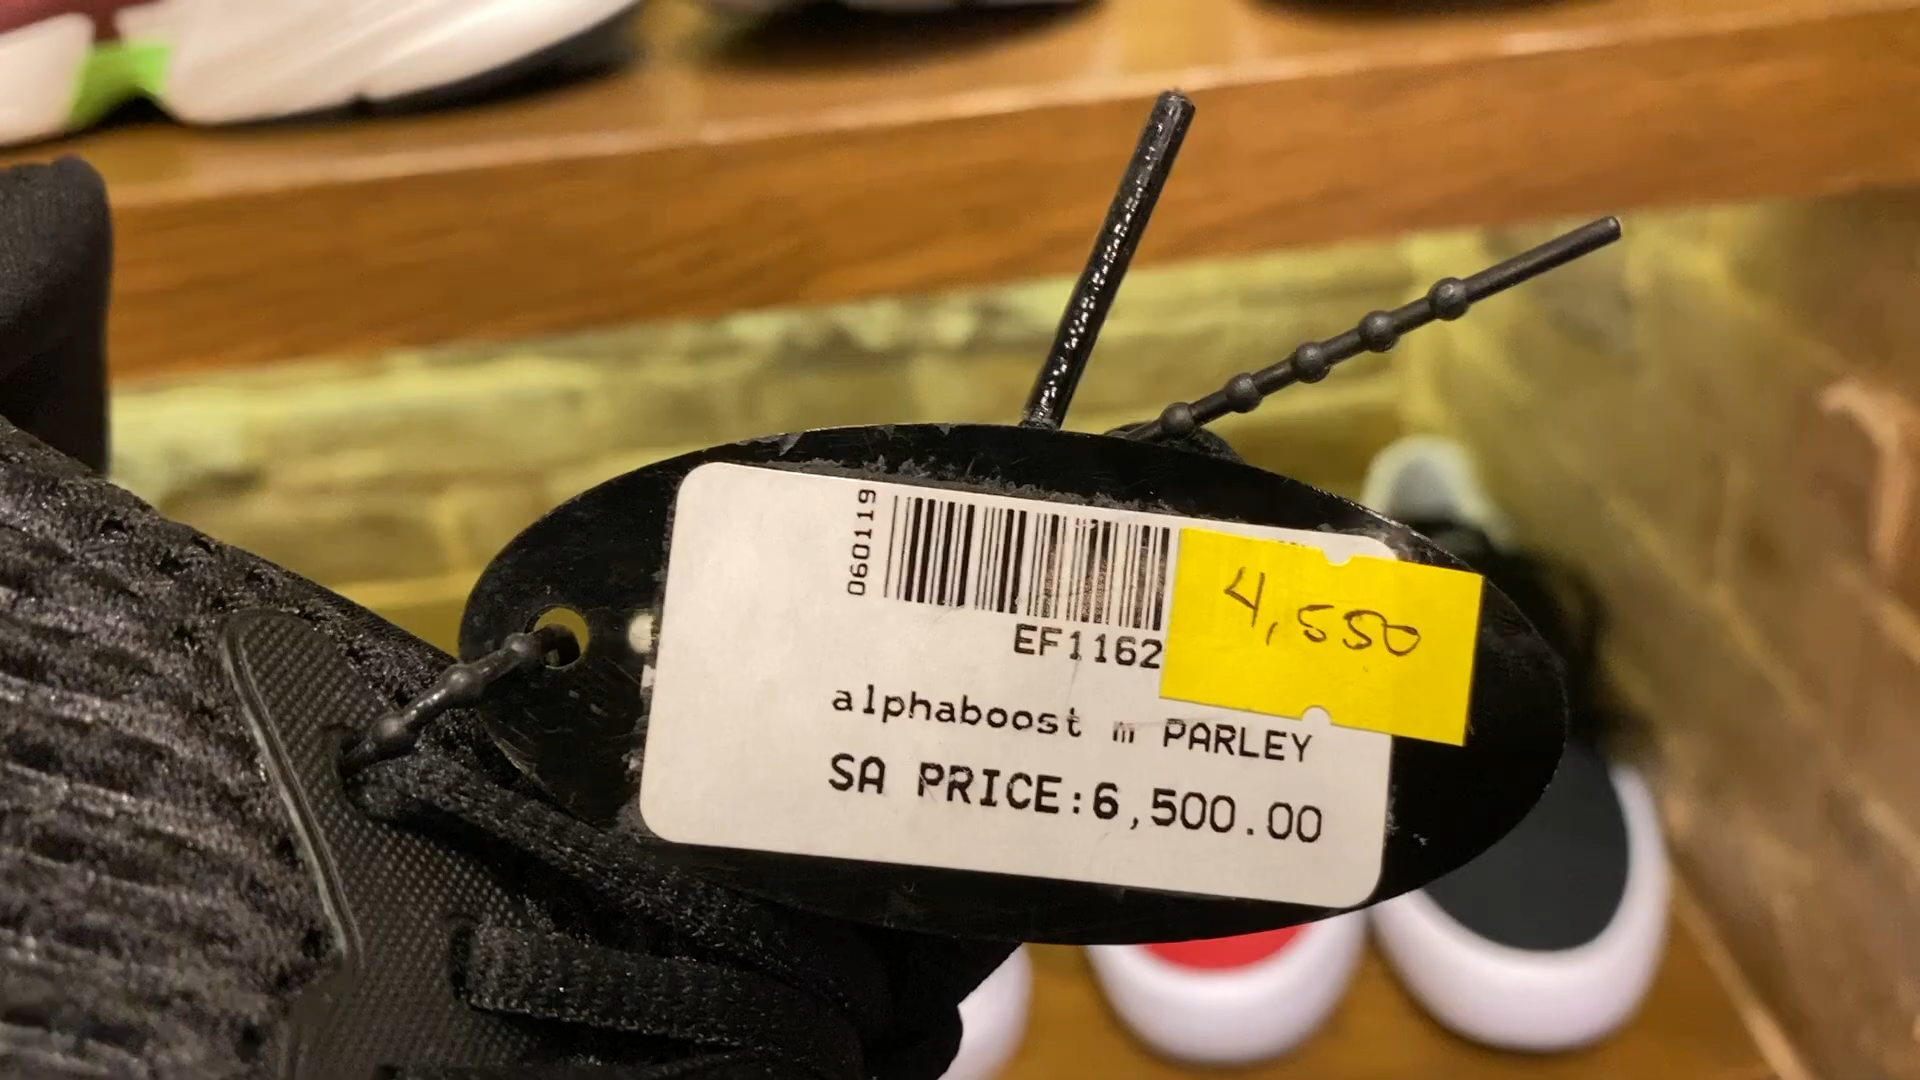 060119
4,550
EF1162
alphaboost m PARLEY
SA PRICE:6,500.00